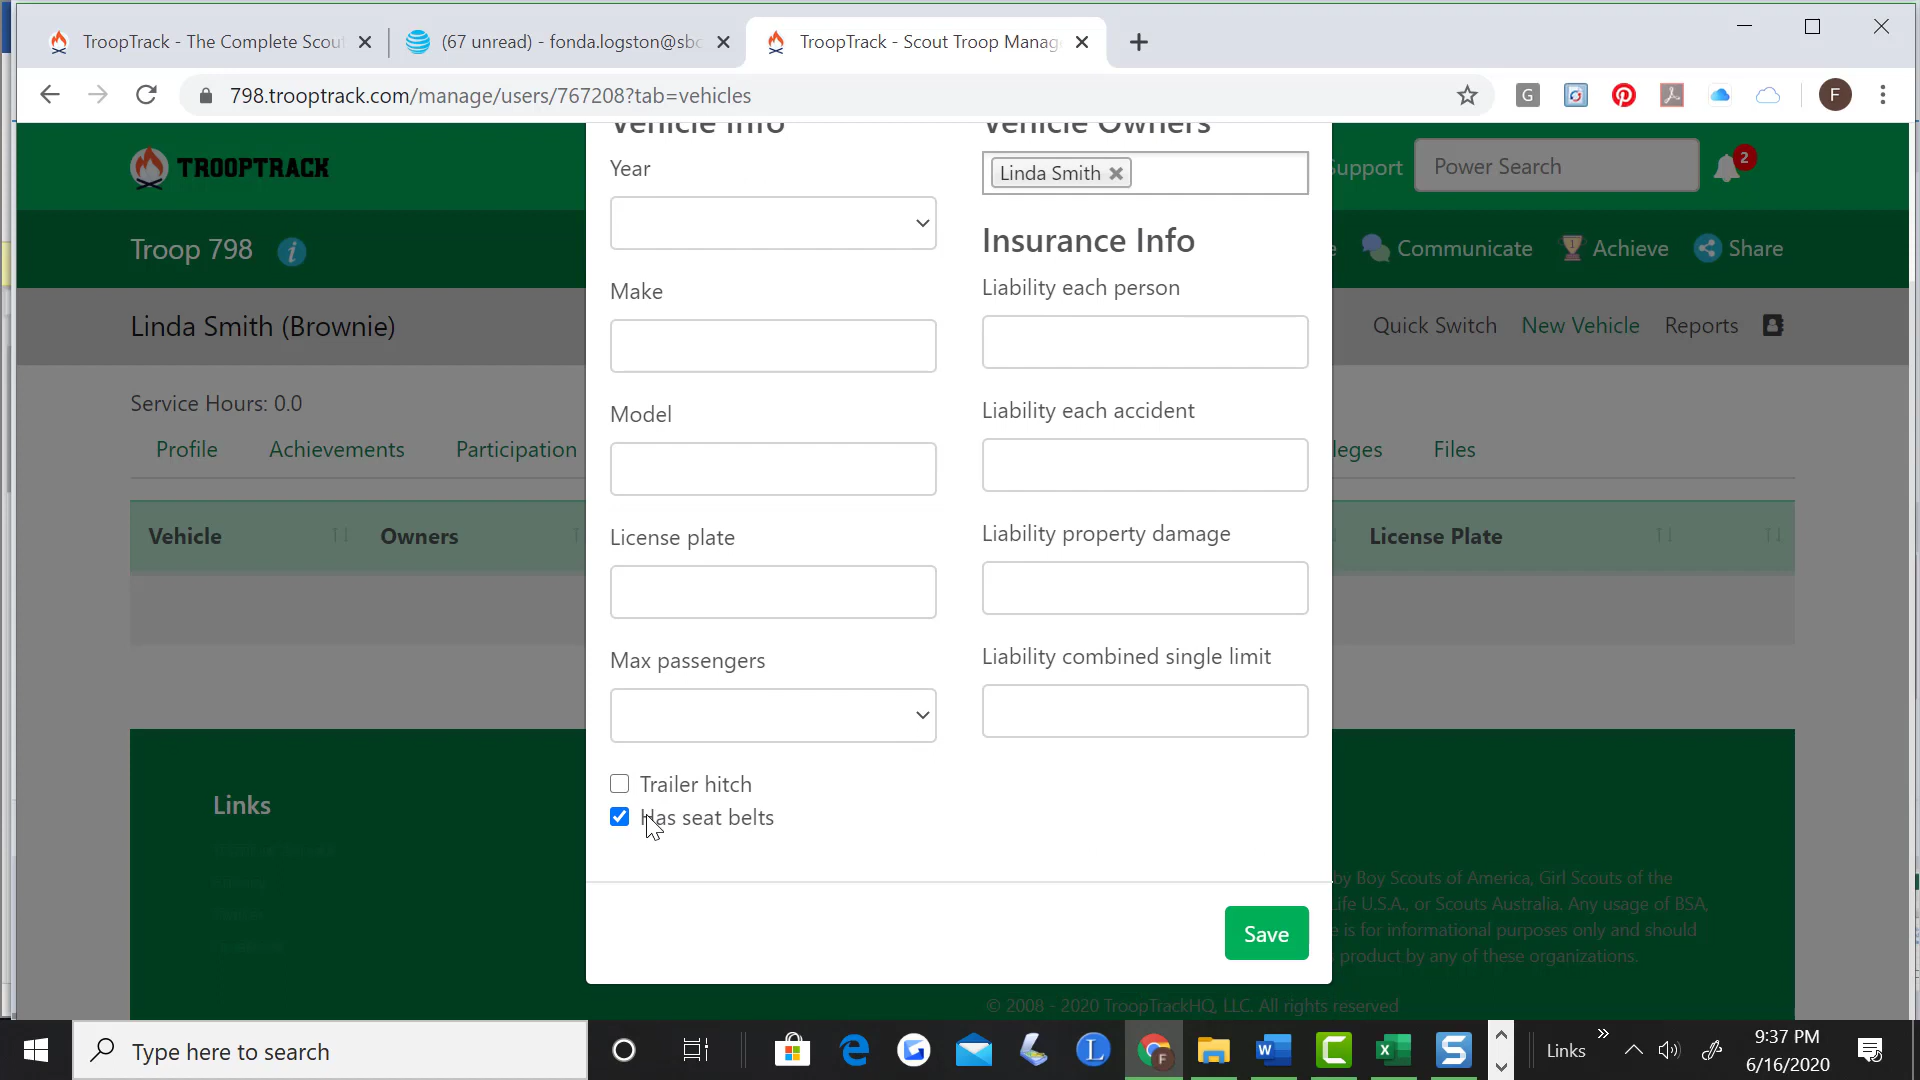 TroopTrack - The Complete Scou
(67 unread) - fonda.logston@sbc
TroopTrack - Scout Troop Manag
798.trooptrack.com/manage/users/767208?tab=vehicles
G
F
TROOPTRACK
Support
Power Search
2
Troop 798
i
Communicate
Achieve
Share
Linda Smith (Brownie)
Quick Switch
New Vehicle
Reports
Service Hours: 0.0
Profile
Achievements
Participation
leges
Files
Vehicle
Owners
License Plate
Vehicle Info
Year
Make
Model
License plate
Max passengers
Trailer hitch
Has seat belts
Vehicle Owners
Linda Smith
Insurance Info
Liability each person
Liability each accident
Liability property damage
Liability combined single limit
Save
Links
by Boy Scouts of America, Girl Scouts of the
Life U.S.A., or Scouts Australia. Any usage of BSA,
e is for informational purposes only and should
product by any of these organizations.
© 2008 - 2020 TroopTrackHQ, LLC. All rights reserved
Type here to search
Links
9:37 PM
6/16/2020